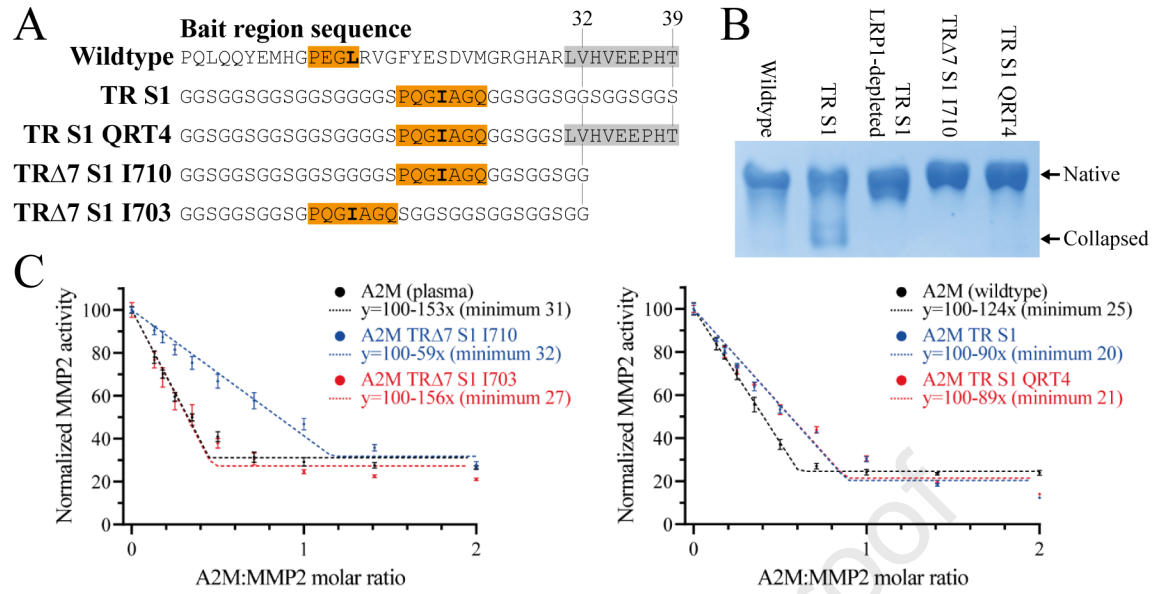 A
Bait region sequence
32 39
Wildtype PQLQQYEMHGPEGLRVGFYESDVMGRGHARLVHVEEPHT
TR S1 GGSGGSGGSGGSGGGGSPQGIAGQGGSGGSGGSGGSGGS
TR S1 QRT4 GGSGGSGGSGGSGGGGSPQGIAGQGGSGGSLVHVEEPHT
TRΔ7 S1 I710 GGSGGSGGSGGSGGGGSPQGIAGQGGSGGSGG
TRΔ7 S1 I703 GGSGGSGGSGPQGIAGQSGGSGGSGGSGGSGG
B
Wildtype
TR S1
LRP1-depleted
TR S1
TRΔ7 S1 I710
TR S1 QRT4
Native
Collapsed
C
Normalized MMP2 activity
100
80
60
40
20
0
0 1 2
A2M:MMP2 molar ratio
A2M (plasma)
y=100-153x (minimum 31)
A2M TRΔ7 S1 I710
y=100-59x (minimum 32)
A2M TRΔ7 S1 I703
y=100-156x (minimum 27)
Normalized MMP2 activity
100
80
60
40
20
0
0 1 2
A2M:MMP2 molar ratio
A2M (wildtype)
y=100-124x (minimum 25)
A2M TR S1
y=100-90x (minimum 20)
A2M TR S1 QRT4
y=100-89x (minimum 21)